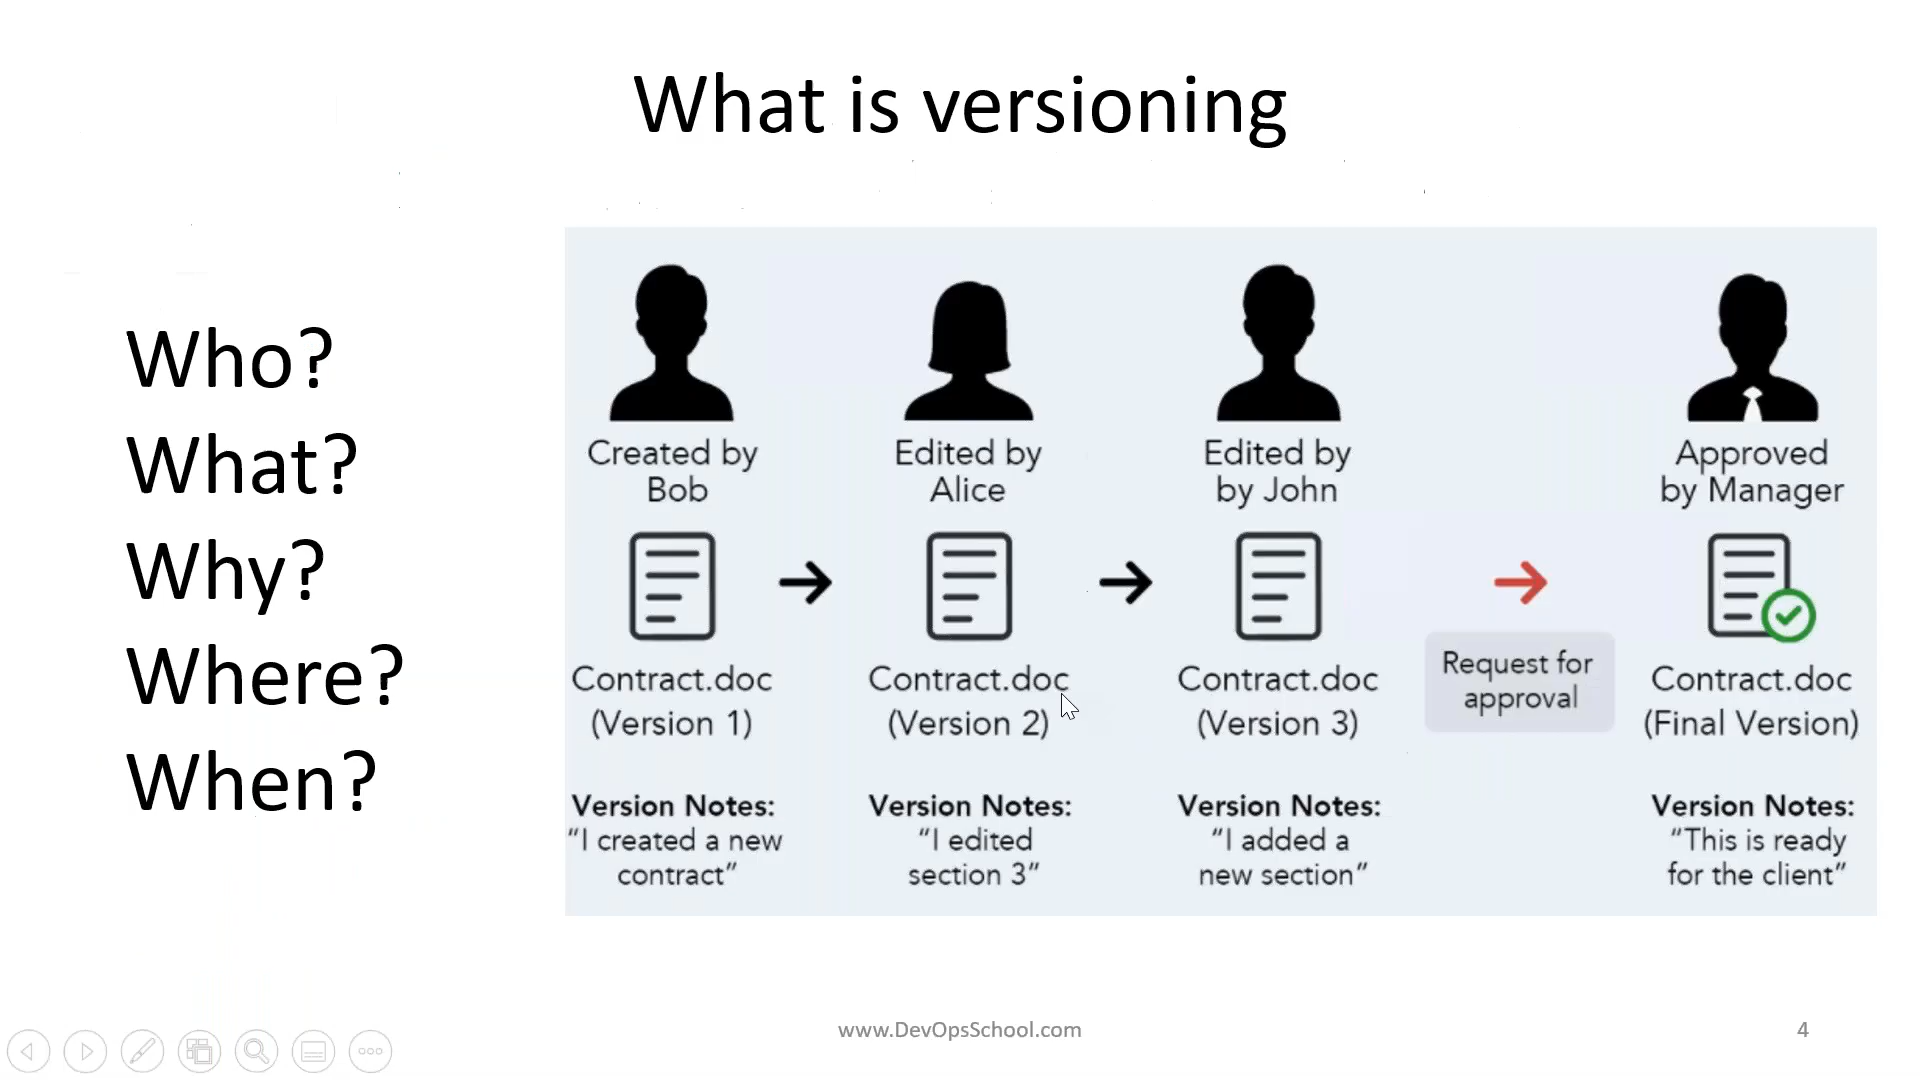 What is versioning
Who?
What?
Why?
Where?
When?
Created by
Bob
Contract.doc
(Version 1)
Version Notes:
“I created a new
contract”
Edited by
Alice
Contract.doc
(Version 2)
Version Notes:
“I edited
section 3”
Edited by
by John
Contract.doc
(Version 3)
Version Notes:
“I added a
new section”
Request for
approval
Approved
by Manager
Contract.doc
(Final Version)
Version Notes:
“This is ready
for the client”
www.DevOpsSchool.com
4